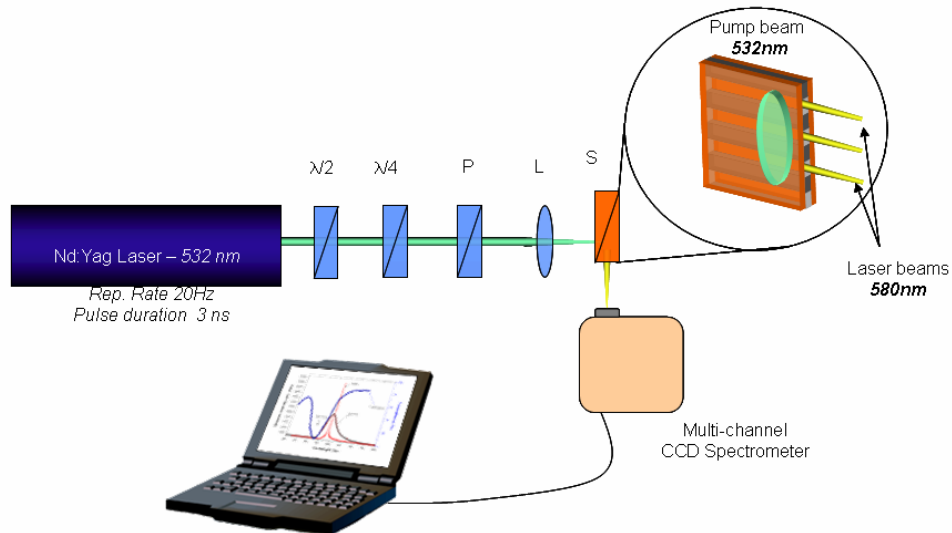 Pump beam
532nm
λ/2
λ/4
P
L
S
Nd:Yag Laser – 532 nm
Rep. Rate 20Hz
Pulse duration 3 ns
Laser beams
580nm
Multi-channel
CCD Spectrometer